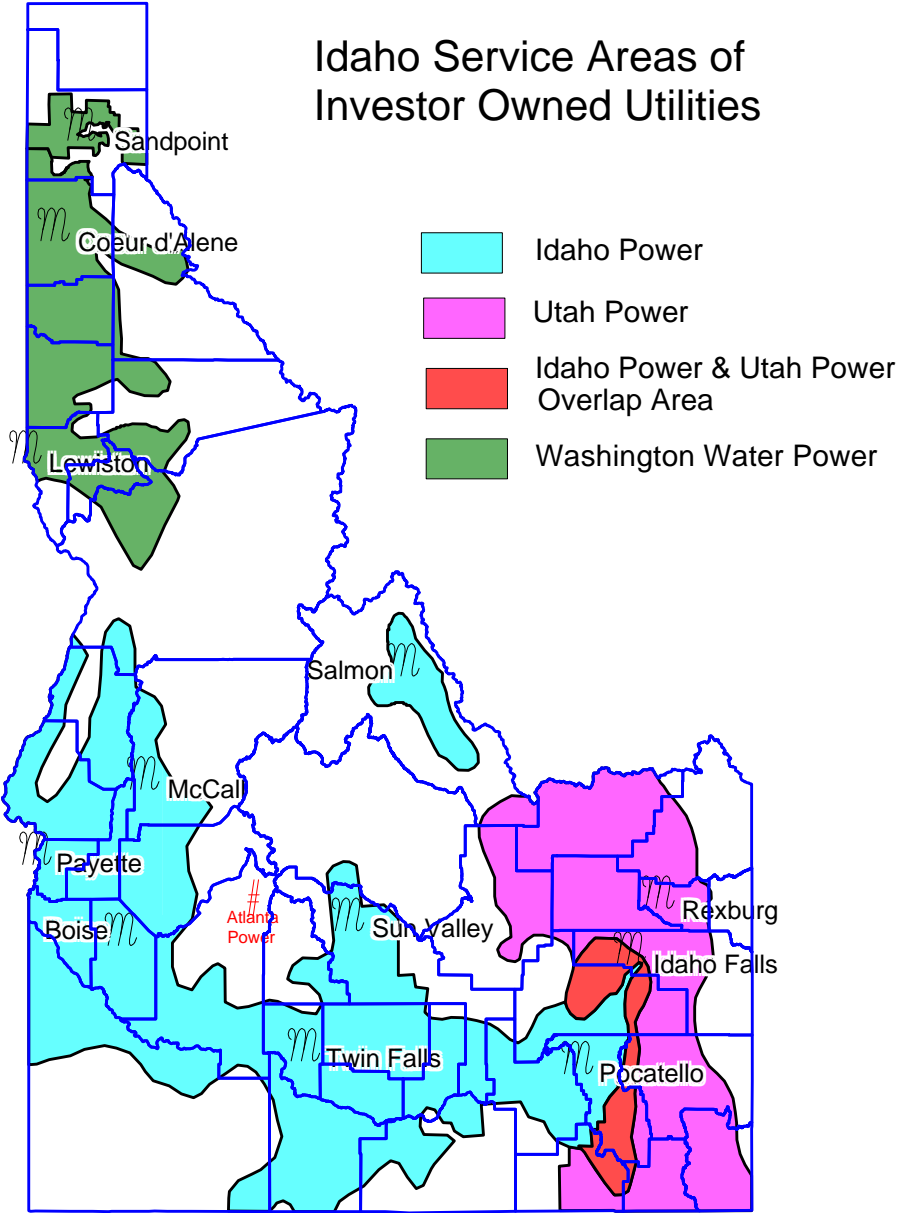 Idaho Service Areas of
Investor Owned Utilities
Sandpoint
Coeur d'Alene
Idaho Power
Utah Power
Idaho Power & Utah Power
Overlap Area
Washington Water Power
M
M
M
Lewiston
Salmon
M
M
McCall
M
Payette
#
Atlanta
Power
Boise
M
M
Sun Valley
M
Rexburg
M
Idaho Falls
M
Twin Falls
M
Pocatello